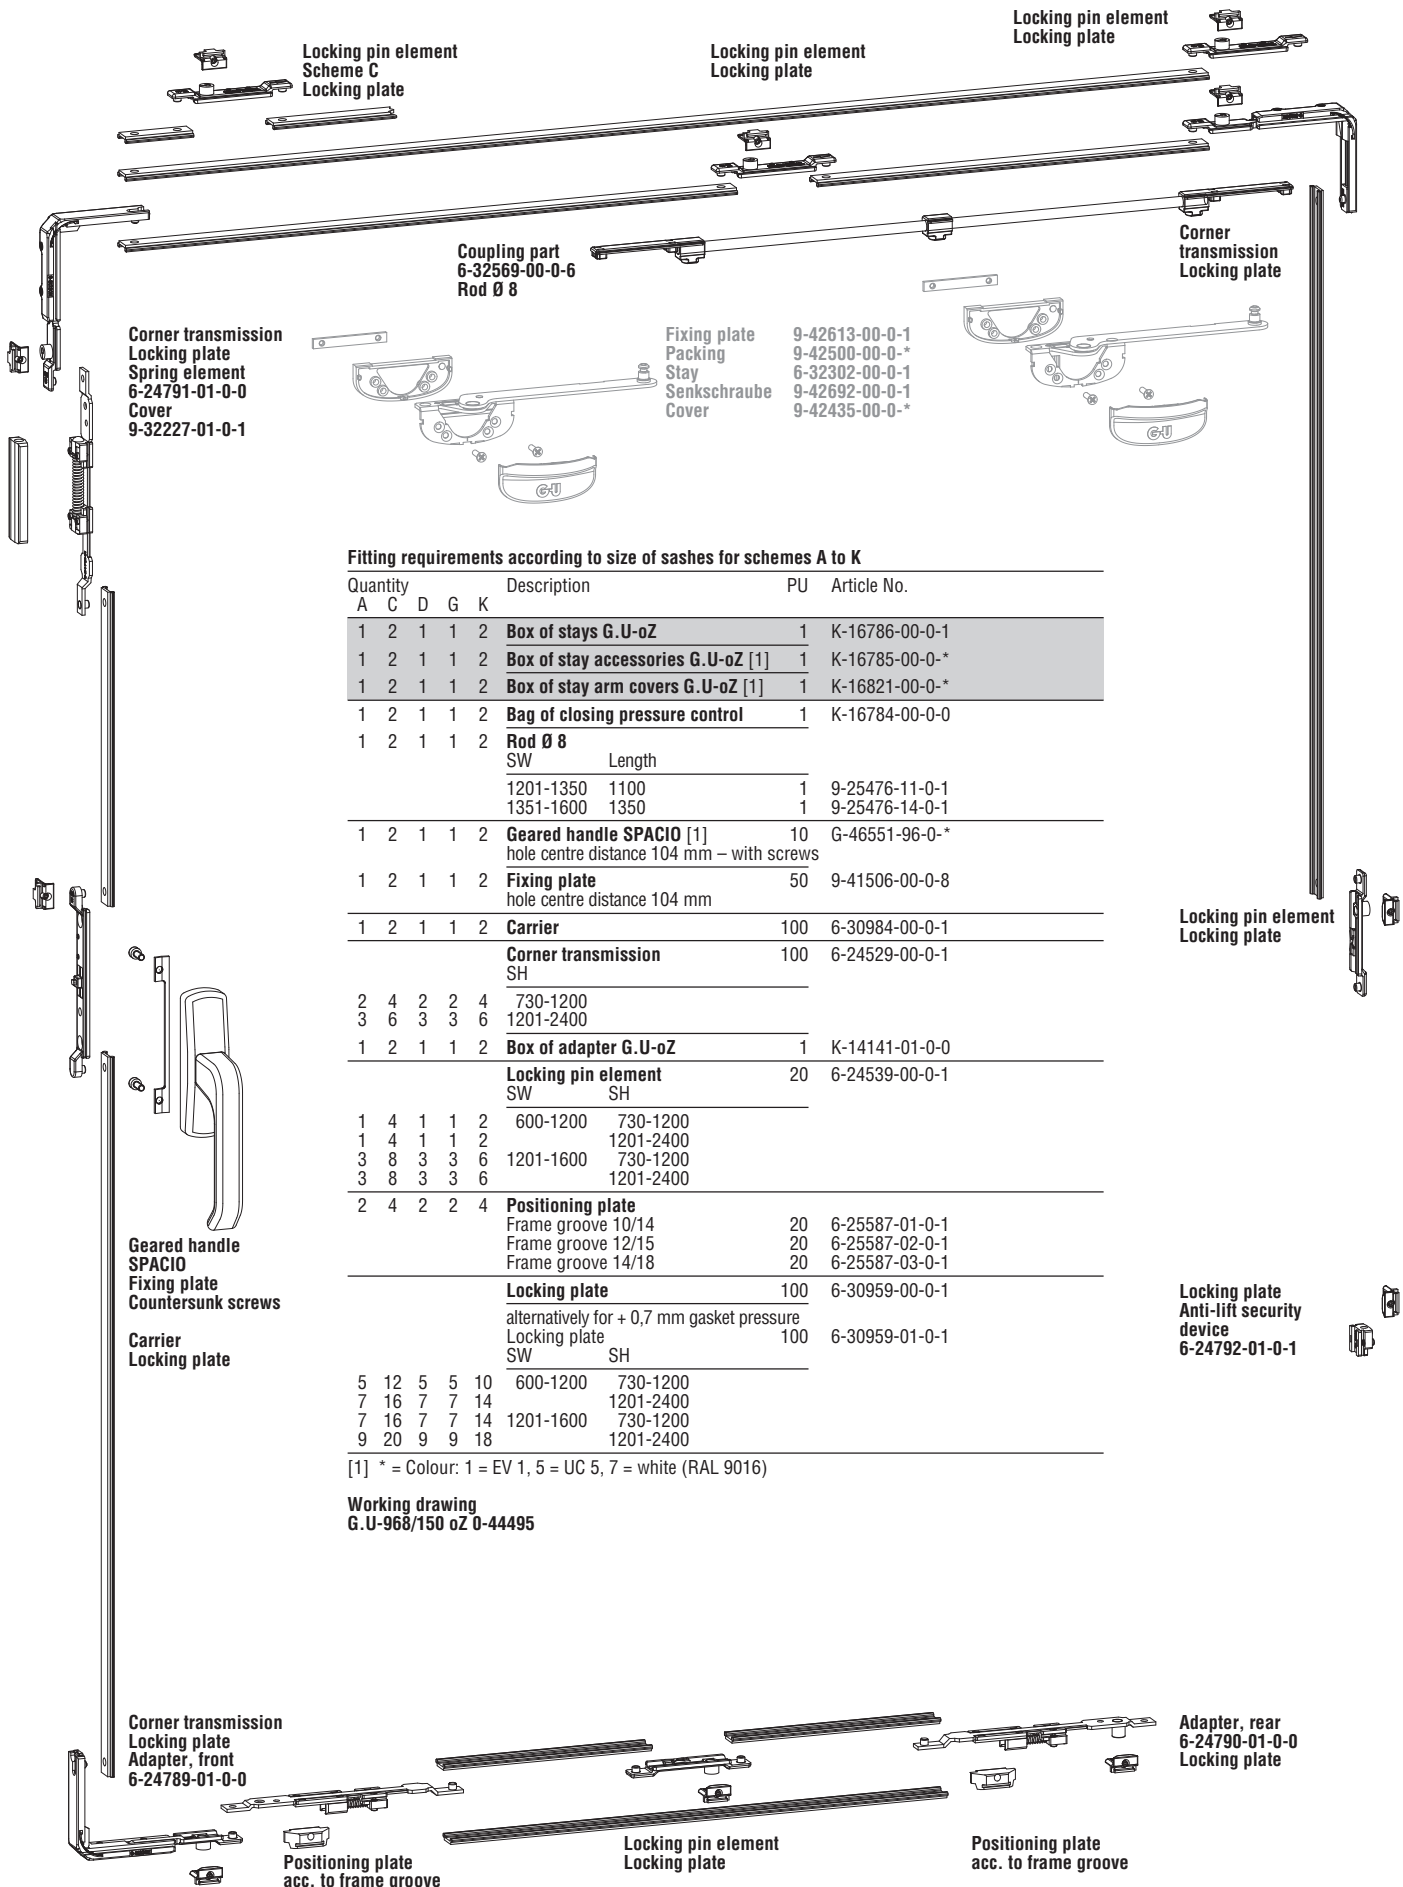 Locking pin element
Locking plate
Locking pin element
Scheme C
Locking plate
Locking pin element
Locking plate
Coupling part
6-32569-00-0-6
Rod Ø 8
Corner
transmission
Locking plate
Corner transmission
Locking plate
Spring element
6-24791-01-0-0
Cover
9-32227-01-0-1
Fixing plate 9-42613-00-0-1
Packing 9-42500-00-0-*
Stay 6-32302-00-0-1
Senkschraube 9-42692-00-0-1
Cover 9-42435-00-0-*
G-U
G-U
Fitting requirements according to size of sashes for schemes A to K
Quantity Description PU Article No.
A C D G K
1 2 1 1 2 Box of stays G.U-oZ 1 K-16786-00-0-1
1 2 1 1 2 Box of stay accessories G.U-oZ [1] 1 K-16785-00-0-*
1 2 1 1 2 Box of stay arm covers G.U-oZ [1] 1 K-16821-00-0-*
1 2 1 1 2 Bag of closing pressure control 1 K-16784-00-0-0
1 2 1 1 2 Rod Ø 8
SW Length
1201-1350 1100 1 9-25476-11-0-1
1351-1600 1350 1 9-25476-14-0-1
1 2 1 1 2 Geared handle SPACIO [1] 10 G-46551-96-0-*
hole centre distance 104 mm – with screws
1 2 1 1 2 Fixing plate 50 9-41506-00-0-8
hole centre distance 104 mm
1 2 1 1 2 Carrier 100 6-30984-00-0-1
Corner transmission 100 6-24529-00-0-1
SH
2 4 2 2 4 730-1200
3 6 3 3 6 1201-2400
1 2 1 1 2 Box of adapter G.U-oZ 1 K-14141-01-0-0
Locking pin element 20 6-24539-00-0-1
SW SH
1 4 1 1 2 600-1200 730-1200
1 4 1 1 2 1201-2400
3 8 3 3 6 1201-1600 730-1200
3 8 3 3 6 1201-2400
2 4 2 2 4 Positioning plate
Frame groove 10/14 20 6-25587-01-0-1
Frame groove 12/15 20 6-25587-02-0-1
Frame groove 14/18 20 6-25587-03-0-1
Locking plate 100 6-30959-00-0-1
alternatively for + 0,7 mm gasket pressure
Locking plate 100 6-30959-01-0-1
SW SH
5 12 5 5 10 600-1200 730-1200
7 16 7 7 14 1201-2400
7 16 7 7 14 1201-1600 730-1200
9 20 9 9 18 1201-2400
[1] * = Colour: 1 = EV 1, 5 = UC 5, 7 = white (RAL 9016)
Working drawing
G.U-968/150 oZ 0-44495
Locking pin element
Locking plate
Geared handle
SPACIO
Fixing plate
Countersunk screws
Carrier
Locking plate
Locking plate
Anti-lift security
device
6-24792-01-0-1
Corner transmission
Locking plate
Adapter, front
6-24789-01-0-0
Adapter, rear
6-24790-01-0-0
Locking plate
Positioning plate
acc. to frame groove
Locking pin element
Locking plate
Positioning plate
acc. to frame groove